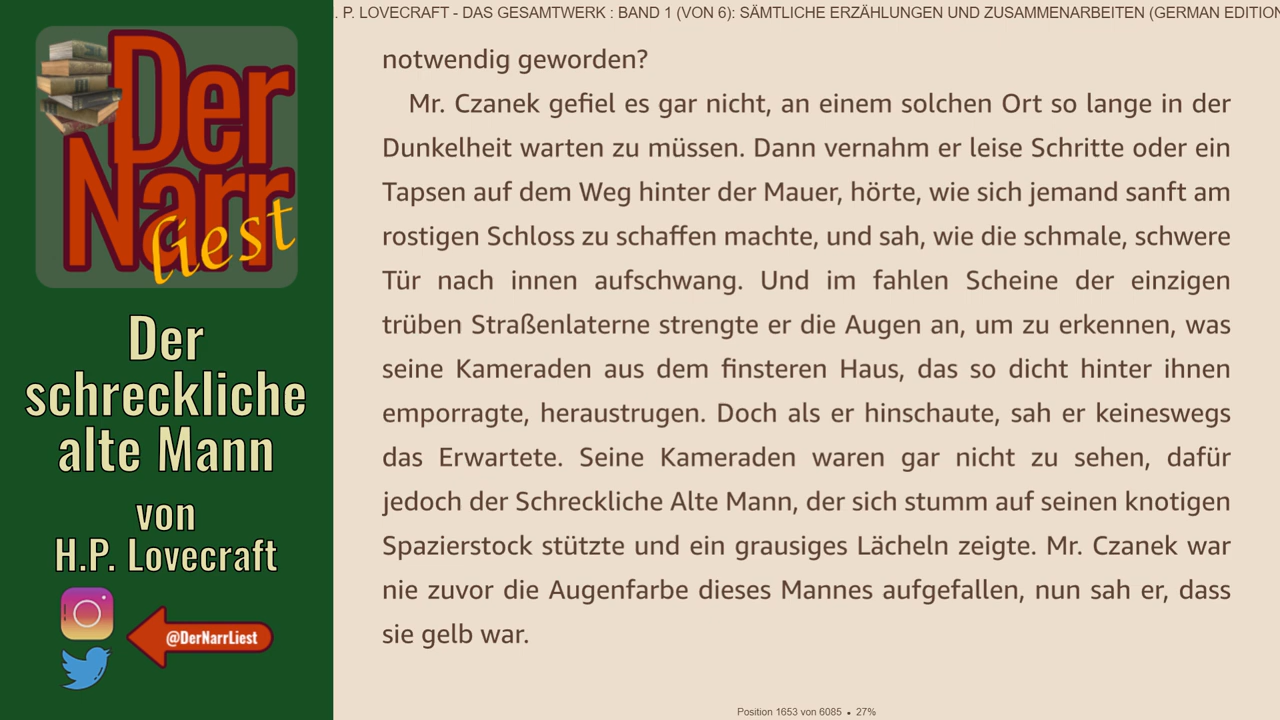 Der
Narr
liest
Der
schreckliche
alte Mann
von
H.P. Lovecraft
@DerNarrLiest
. P. LOVECRAFT - DAS GESAMTWERK : BAND 1 (VON 6): SÄMTLICHE ERZÄHLUNGEN UND ZUSAMMENARBEITEN (GERMAN EDITION
notwendig geworden?
Mr. Czanek gefiel es gar nicht, an einem solchen Ort so lange in der
Dunkelheit warten zu müssen. Dann vernahm er leise Schritte oder ein
Tapsen auf dem Weg hinter der Mauer, hörte, wie sich jemand sanft am
rostigen Schloss zu schaffen machte, und sah, wie die schmale, schwere
Tür nach innen aufschwang. Und im fahlen Scheine der einzigen
trüben Straßenlaterne strengte er die Augen an, um zu erkennen, was
seine Kameraden aus dem finsteren Haus, das so dicht hinter ihnen
emporragte, heraustrugen. Doch als er hinschaute, sah er keineswegs
das Erwartete. Seine Kameraden waren gar nicht zu sehen, dafür
jedoch der Schreckliche Alte Mann, der sich stumm auf seinen knotigen
Spazierstock stützte und ein grausiges Lächeln zeigte. Mr. Czanek war
nie zuvor die Augenfarbe dieses Mannes aufgefallen, nun sah er, dass
sie gelb war.
Position 1653 von 6085 • 27%